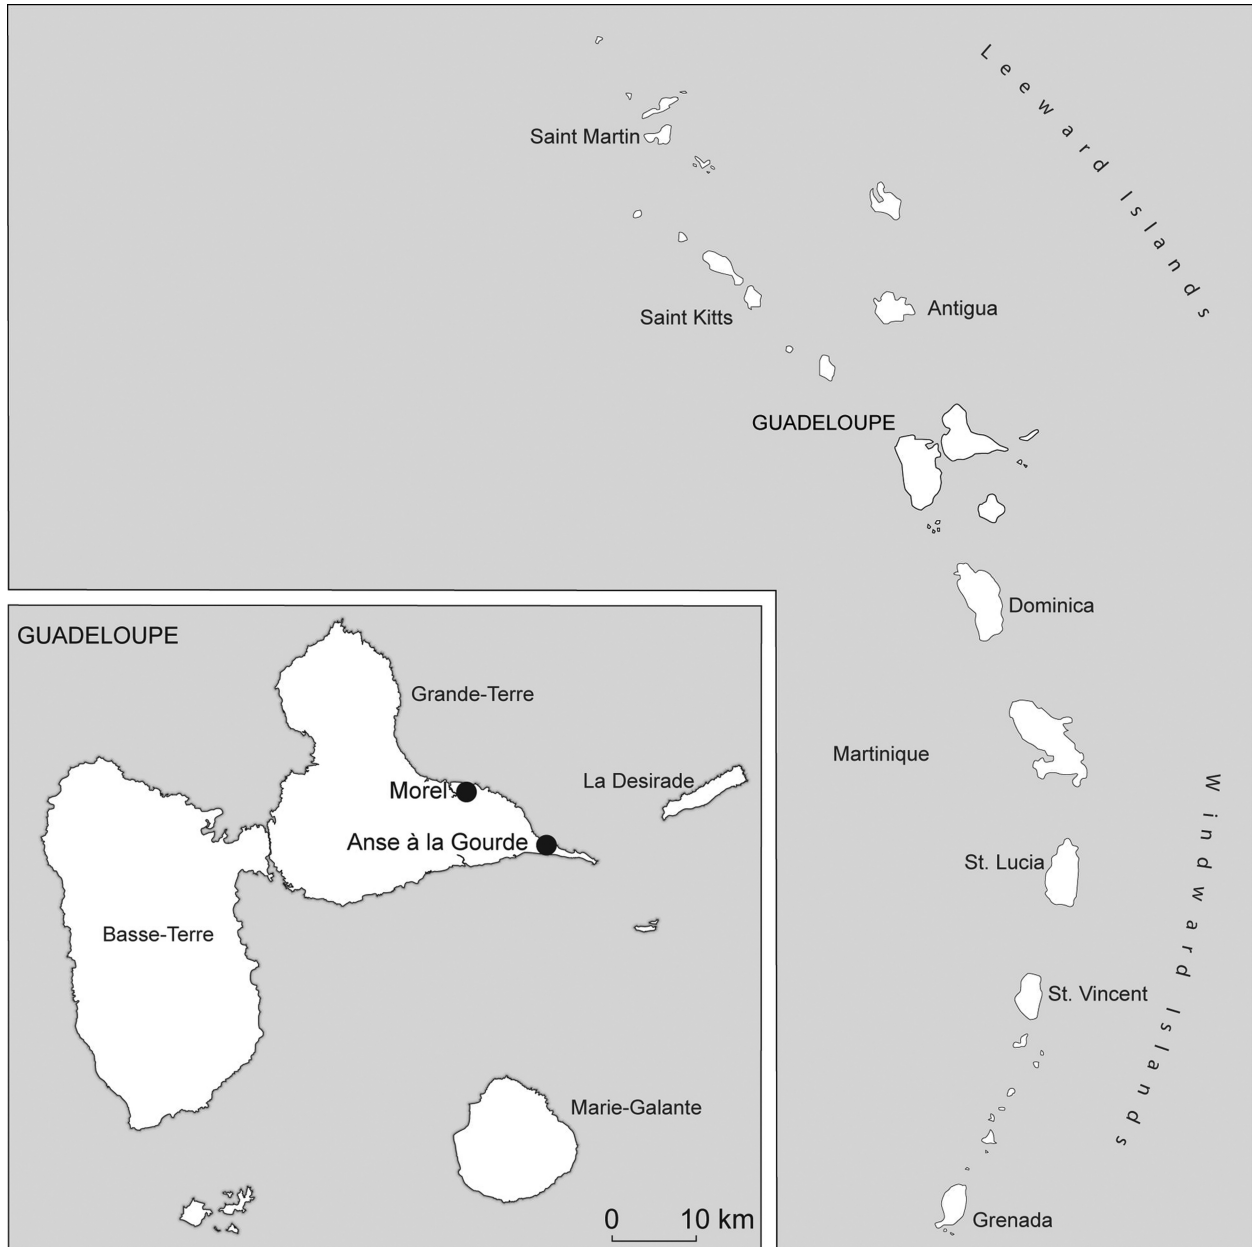 Leeward Islands
Saint Martin
Saint Kitts
Antigua
GUADELOUPE
Dominica
Martinique
St. Lucia
St. Vincent
Grenada
Windward Islands
GUADELOUPE
Grande-Terre
La Desirade
Morel
Anse à la Gourde
Basse-Terre
Marie-Galante
0 10 km